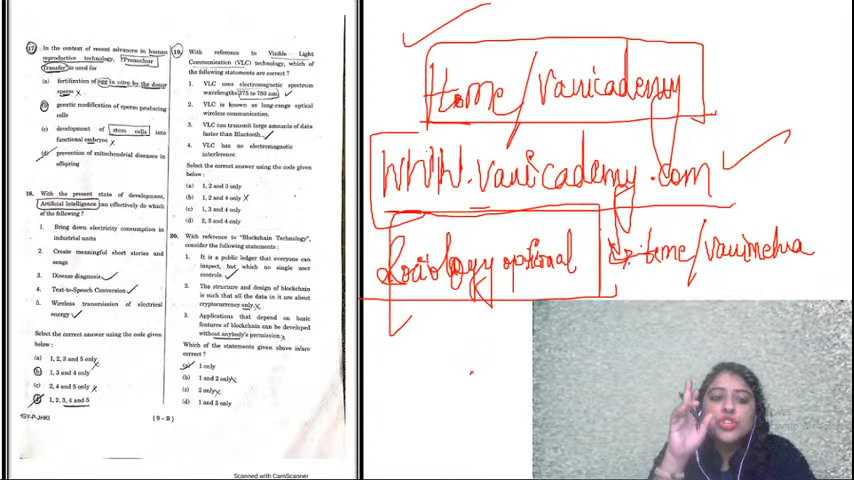 17. In the context of recent advances in human
reproductive technology, "Pronuclear
Transfer" is used for
(a) fertilization of egg in vitro by the donor
sperm
(b) genetic modification of sperm producing
cells
(c) development of stem cells into
functional embryos
(d) prevention of mitochondrial diseases in
offspring
18. With the present state of development,
Artificial Intelligence can effectively do which
of the following ?
1. Bring down electricity consumption in
industrial units
2. Create meaningful short stories and
songs
3. Disease diagnosis
4. Text-to-Speech Conversion
5. Wireless transmission of electrical
energy
Select the correct answer using the code given
below:
(a) 1, 2, 3 and 5 only
(b) 1, 3 and 4 only
(c) 2, 4 and 5 only
(d) 1, 2, 3, 4 and 5
19. With reference to Visible Light
Communication (VLC) technology, which of
the following statements are correct ?
1. VLC uses electromagnetic spectrum
wavelengths 375 to 780 nm
2. VLC is known as long-range optical
wireless communication.
3. VLC can transmit large amounts of data
faster than Bluetooth.
4. VLC has no electromagnetic
interference.
Select the correct answer using the code given
below:
(a) 1, 2 and 3 only
(b) 1, 2 and 4 only
(c) 1, 3 and 4 only
(d) 2, 3 and 4 only
20. With reference to "Blockchain Technology",
consider the following statements:
1. It is a public ledger that everyone can
inspect, but which no single user
controls.
2. The structure and design of blockchain
is such that all the data in it are about
cryptocurrency only.
3. Applications that depend on basic
features of blockchain can be developed
without anybody's permission.
Which of the statements given above is/are
correct ?
(a) 1 only
(b) 1 and 2 only
(c) 2 only
(d) 1 and 3 only
(9 – B)
Scanned with CamScanner
t.me/vanicademy
WWW.vanicademy.com
Sociology optional
t.me/vanimehra